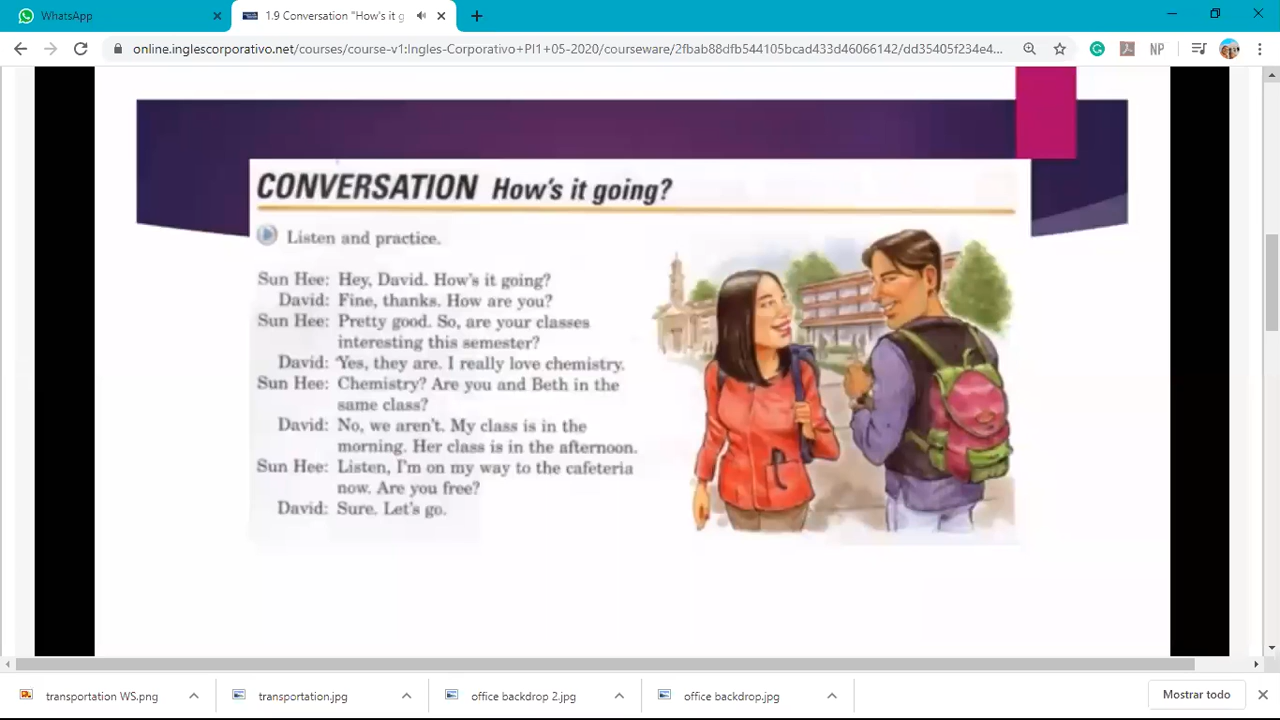 WhatsApp
1.9 Conversation "How's it g
online.inglescorporativo.net/courses/course-v1:Ingles-Corporativo+PI1+05-2020/courseware/2fbab88dfb544105bcad433d46066142/dd35405f234e4...
NP
CONVERSATION How's it going?
Listen and practice.
Sun Hee: Hey, David. How's it going?
David: Fine, thanks. How are you?
Sun Hee: Pretty good. So, are your classes
interesting this semester?
David: Yes, they are. I really love chemistry.
Sun Hee: Chemistry? Are you and Beth in the
same class?
David: No, we aren't. My class is in the
morning. Her class is in the afternoon.
Sun Hee: Listen, I'm on my way to the cafeteria
now. Are you free?
David: Sure. Let's go.
transportation WS.png
transportation.jpg
office backdrop 2.jpg
office backdrop.jpg
Mostrar todo